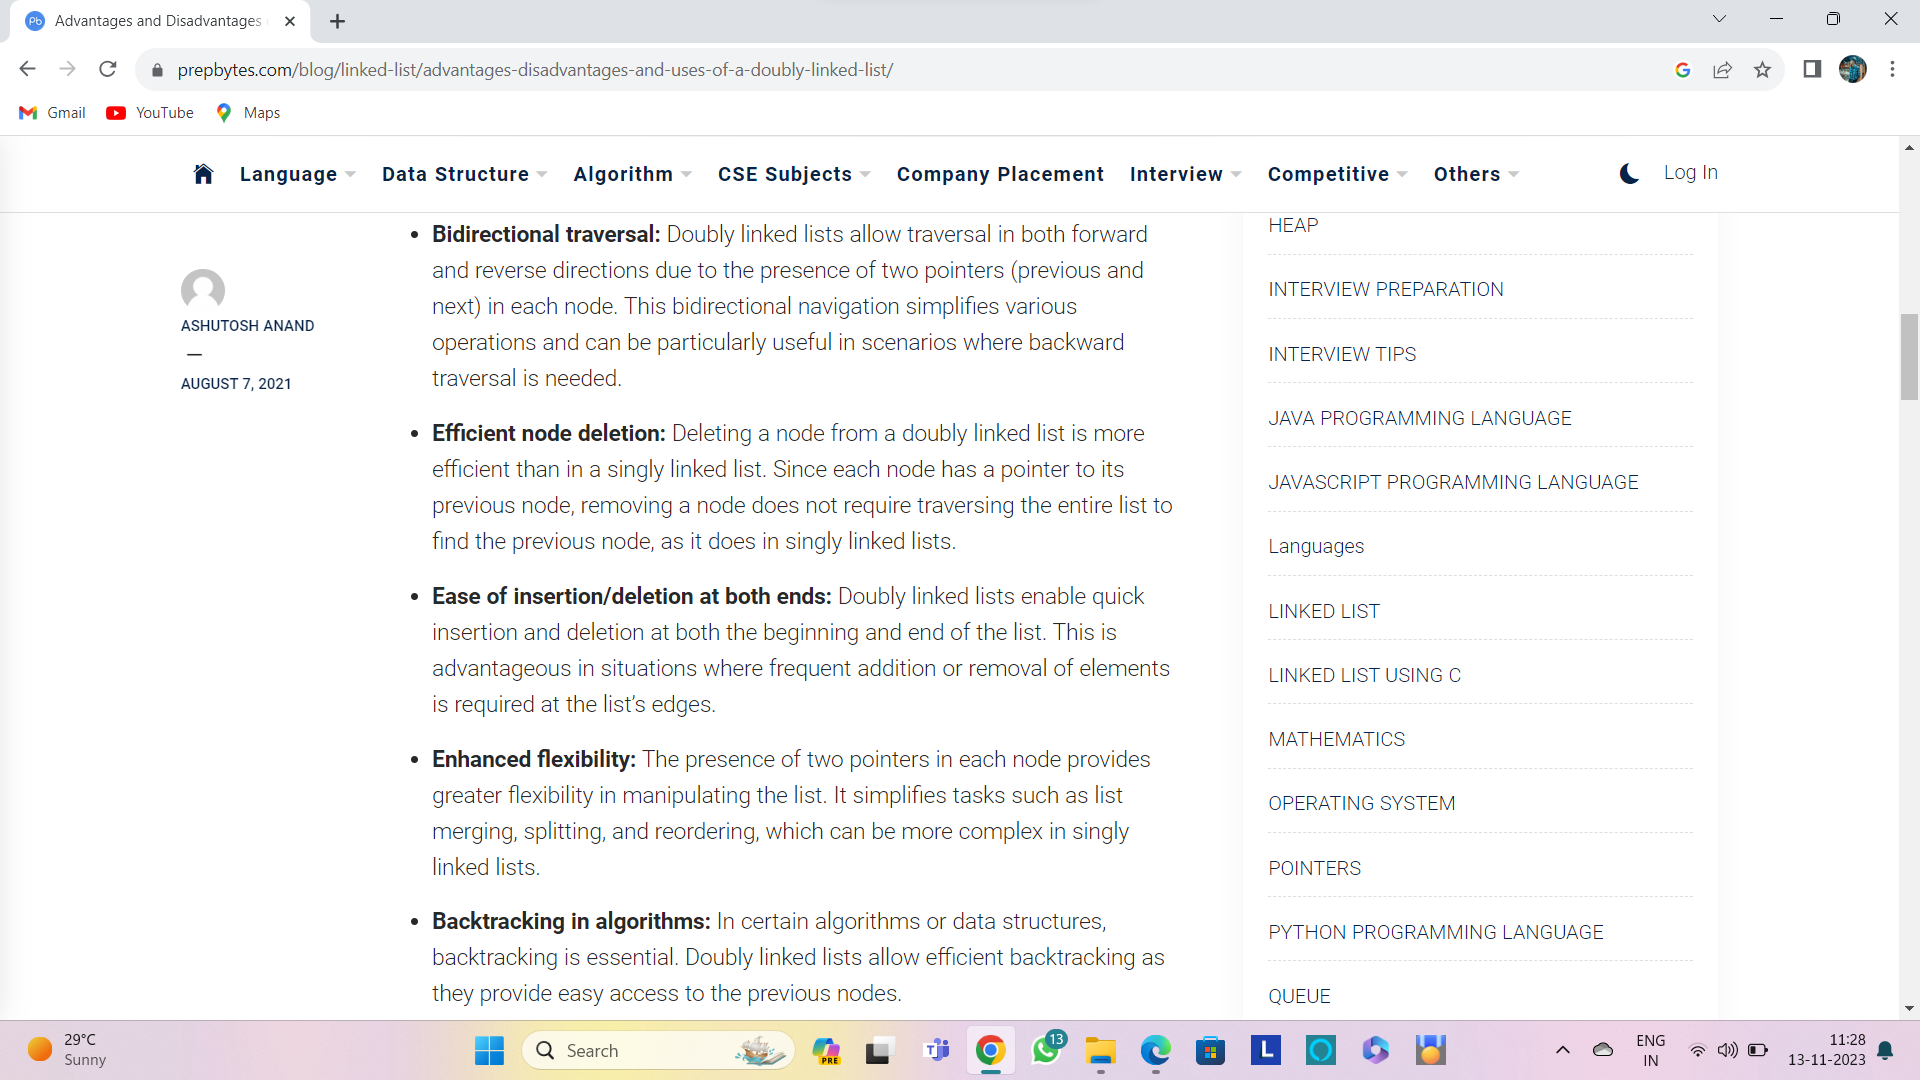 Advantages and Disadvantages
prepbytes.com/blog/linked-list/advantages-disadvantages-and-uses-of-a-doubly-linked-list/
Gmail YouTube Maps
Language Data Structure Algorithm CSE Subjects Company Placement Interview Competitive Others Log In
ASHUTOSH ANAND
—
AUGUST 7, 2021
• Bidirectional traversal: Doubly linked lists allow traversal in both forward
and reverse directions due to the presence of two pointers (previous and
next) in each node. This bidirectional navigation simplifies various
operations and can be particularly useful in scenarios where backward
traversal is needed.
• Efficient node deletion: Deleting a node from a doubly linked list is more
efficient than in a singly linked list. Since each node has a pointer to its
previous node, removing a node does not require traversing the entire list to
find the previous node, as it does in singly linked lists.
• Ease of insertion/deletion at both ends: Doubly linked lists enable quick
insertion and deletion at both the beginning and end of the list. This is
advantageous in situations where frequent addition or removal of elements
is required at the list’s edges.
• Enhanced flexibility: The presence of two pointers in each node provides
greater flexibility in manipulating the list. It simplifies tasks such as list
merging, splitting, and reordering, which can be more complex in singly
linked lists.
• Backtracking in algorithms: In certain algorithms or data structures,
backtracking is essential. Doubly linked lists allow efficient backtracking as
they provide easy access to the previous nodes.
HEAP
INTERVIEW PREPARATION
INTERVIEW TIPS
JAVA PROGRAMMING LANGUAGE
JAVASCRIPT PROGRAMMING LANGUAGE
Languages
LINKED LIST
LINKED LIST USING C
MATHEMATICS
OPERATING SYSTEM
POINTERS
PYTHON PROGRAMMING LANGUAGE
QUEUE
29°C
Sunny
Search
PRE
13
L
ENG
IN
11:28
13-11-2023